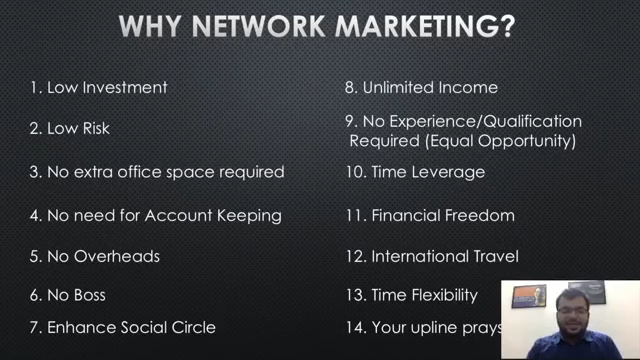 WHY NETWORK MARKETING?
1. Low Investment
2. Low Risk
3. No extra office space required
4. No need for Account Keeping
5. No Overheads
6. No Boss
7. Enhance Social Circle
8. Unlimited Income
9. No Experience/Qualification
Required (Equal Opportunity)
10. Time Leverage
11. Financial Freedom
12. International Travel
13. Time Flexibility
14. Your upline prays